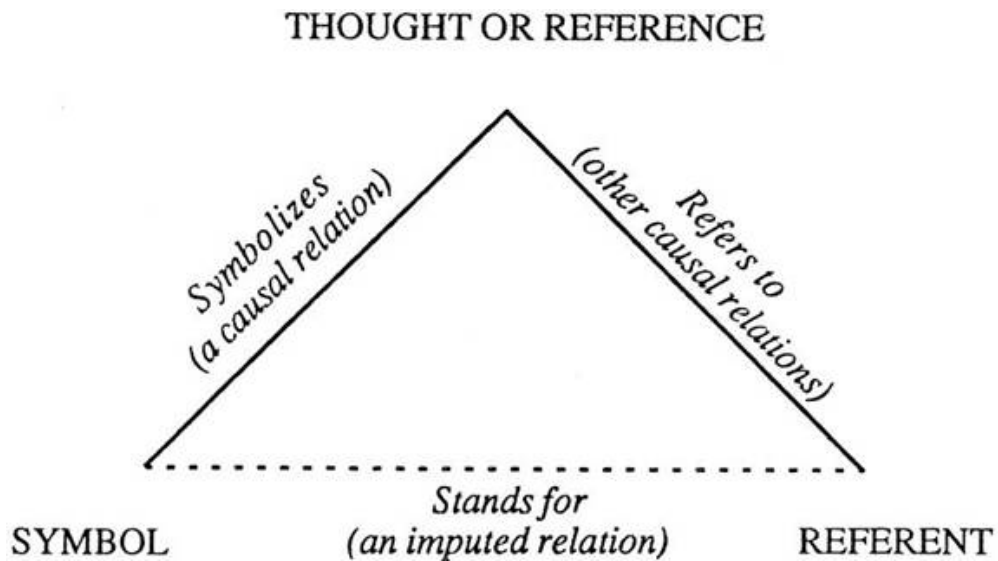 THOUGHT OR REFERENCE
Symbolizes
(a causal relation)
Refers to
(other causal relations)
Stands for
(an imputed relation)
SYMBOL
REFERENT